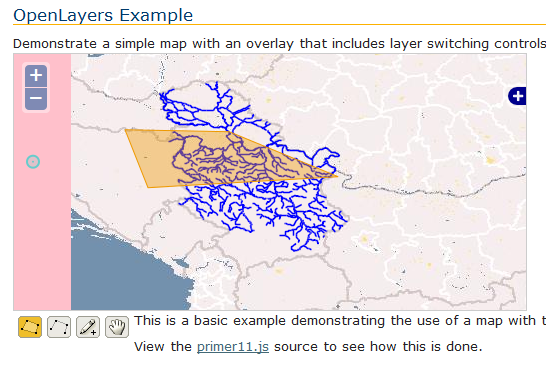 OpenLayers Example
Demonstrate a simple map with an overlay that includes layer switching controls
+
−
+
This is a basic example demonstrating the use of a map with t
View the primer11.js source to see how this is done.